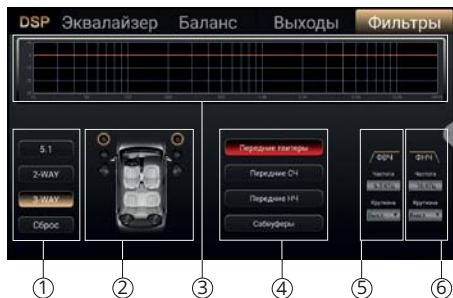 DSP Эквалайзер Баланс Выходы Фильтры
5.1
2-WAY
3-WAY
Сброс
Передние твитеры
Передние СЧ
Передние НЧ
Сабвуферы
ФВЧ
Частота
Крутизна
ФНЧ
Частота
Крутизна
1 2 3 4 5 6